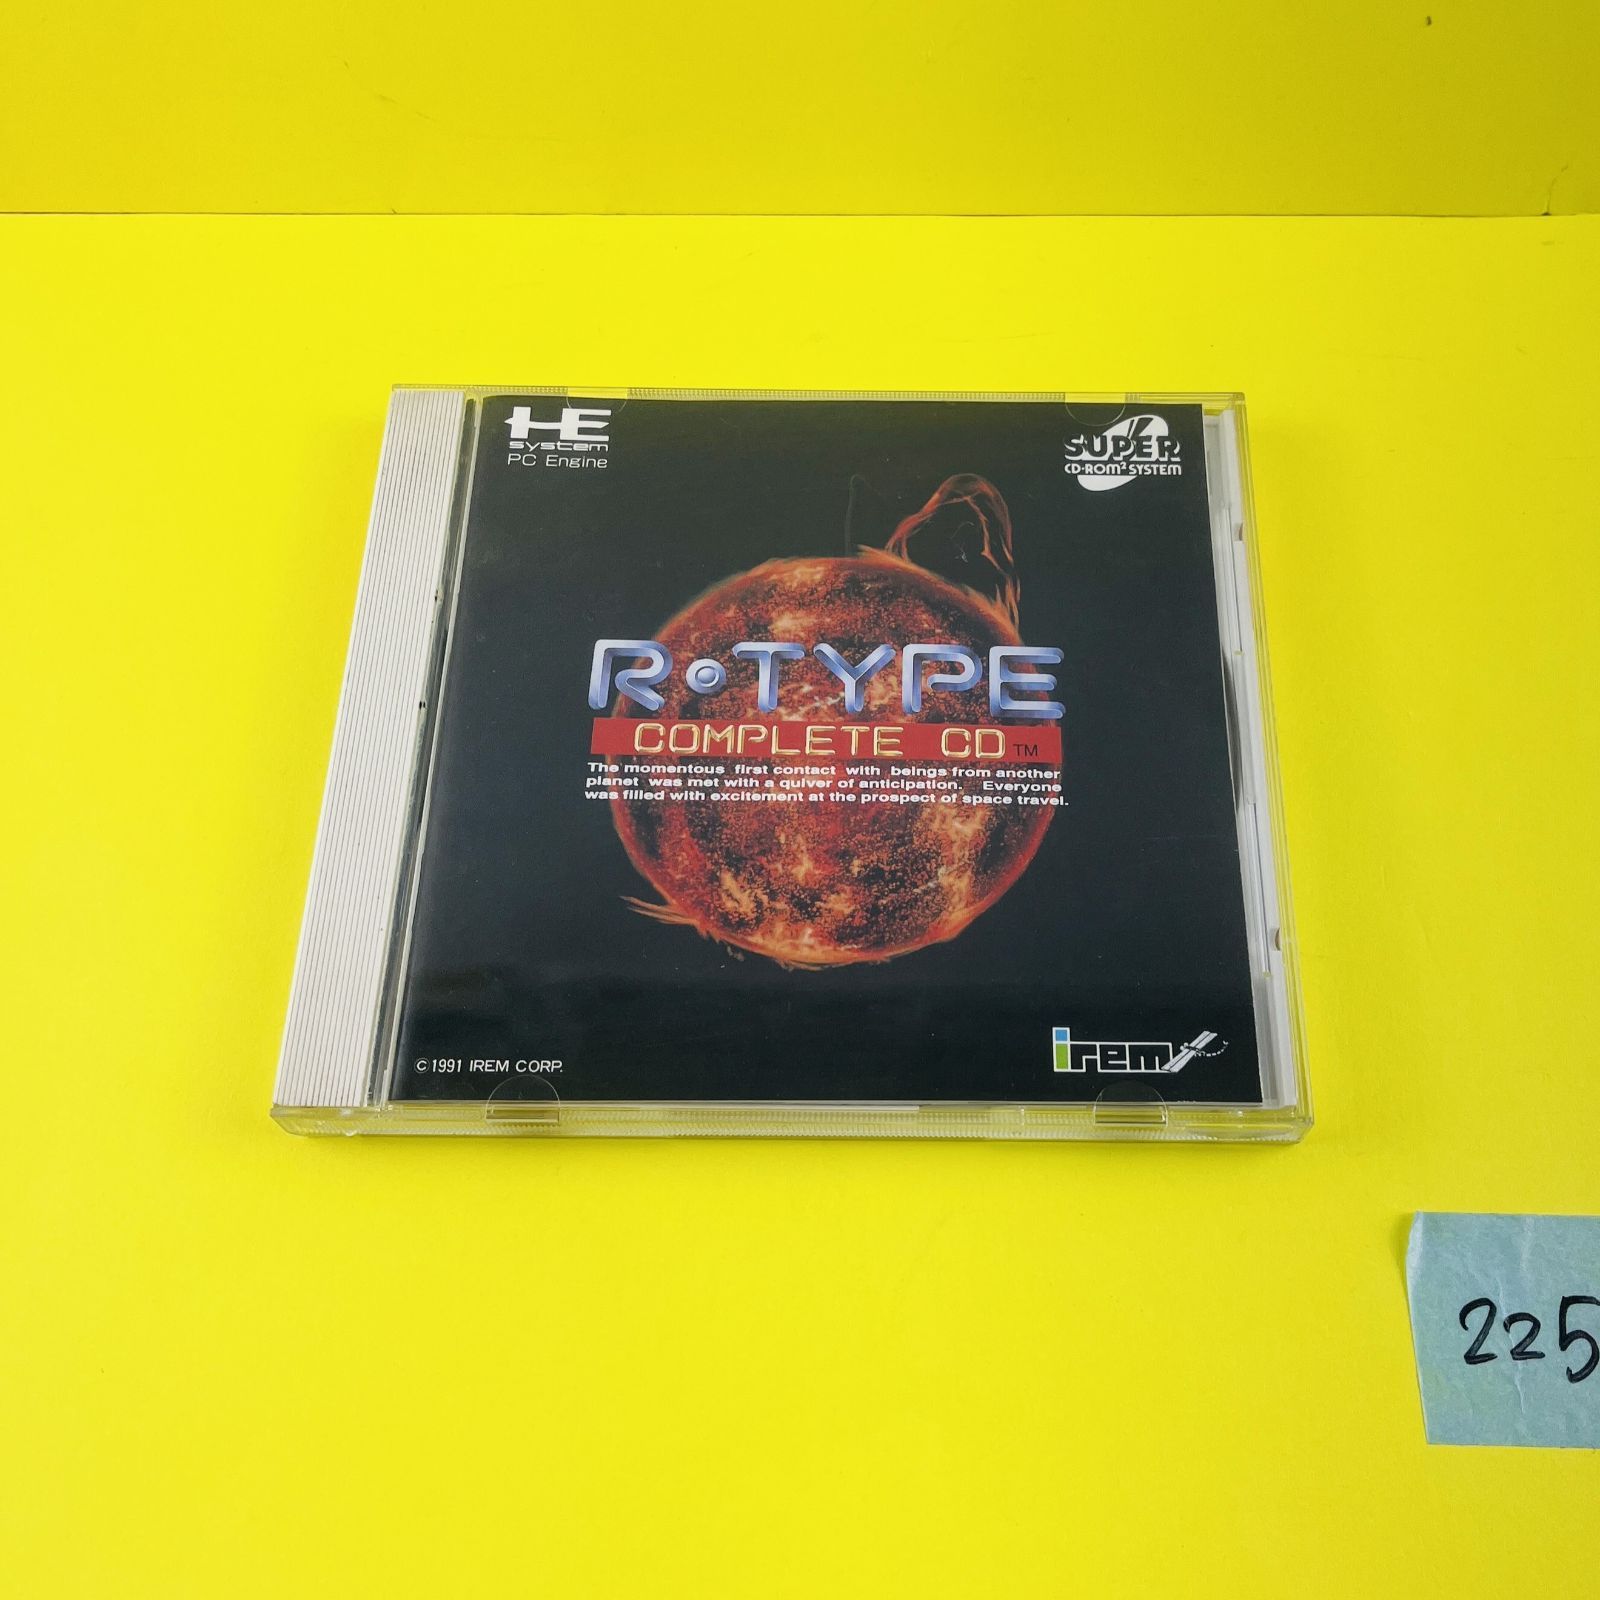 HE
system
PC Engine
SUPER
CD-ROM² SYSTEM
R・TYPE
COMPLETE CD TM
The momentous first contact with beings from another
planet was met with a quiver of anticipation. Everyone
was filled with excitement at the prospect of space travel.
©1991 IREM CORP.
irem
225